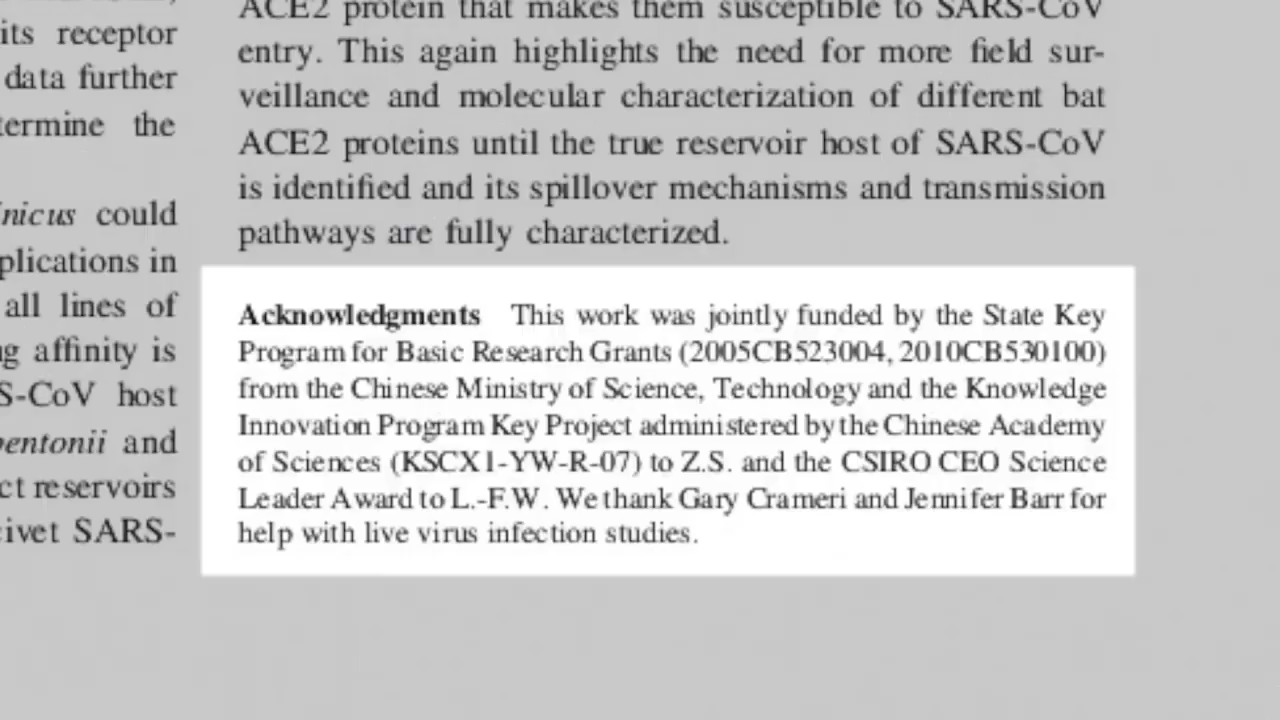 its receptor
data further
termine the
nicus could
plications in
all lines of
ng affinity is
S-CoV host
bentonii and
ct reservoirs
civet SARS-
ACE2 protein that makes them susceptible to SARS-CoV
entry. This again highlights the need for more field sur-
veillance and molecular characterization of different bat
ACE2 proteins until the true reservoir host of SARS-CoV
is identified and its spillover mechanisms and transmission
pathways are fully characterized.
Acknowledgments This work was jointly funded by the State Key
Program for Basic Research Grants (2005CB523004, 2010CB530100)
from the Chinese Ministry of Science, Technology and the Knowledge
Innovation Program Key Project administered by the Chinese Academy
of Sciences (KSCX1-YW-R-07) to Z.S. and the CSIRO CEO Science
Leader Award to L.-F.W. We thank Gary Crameri and Jennifer Barr for
help with live virus infection studies.